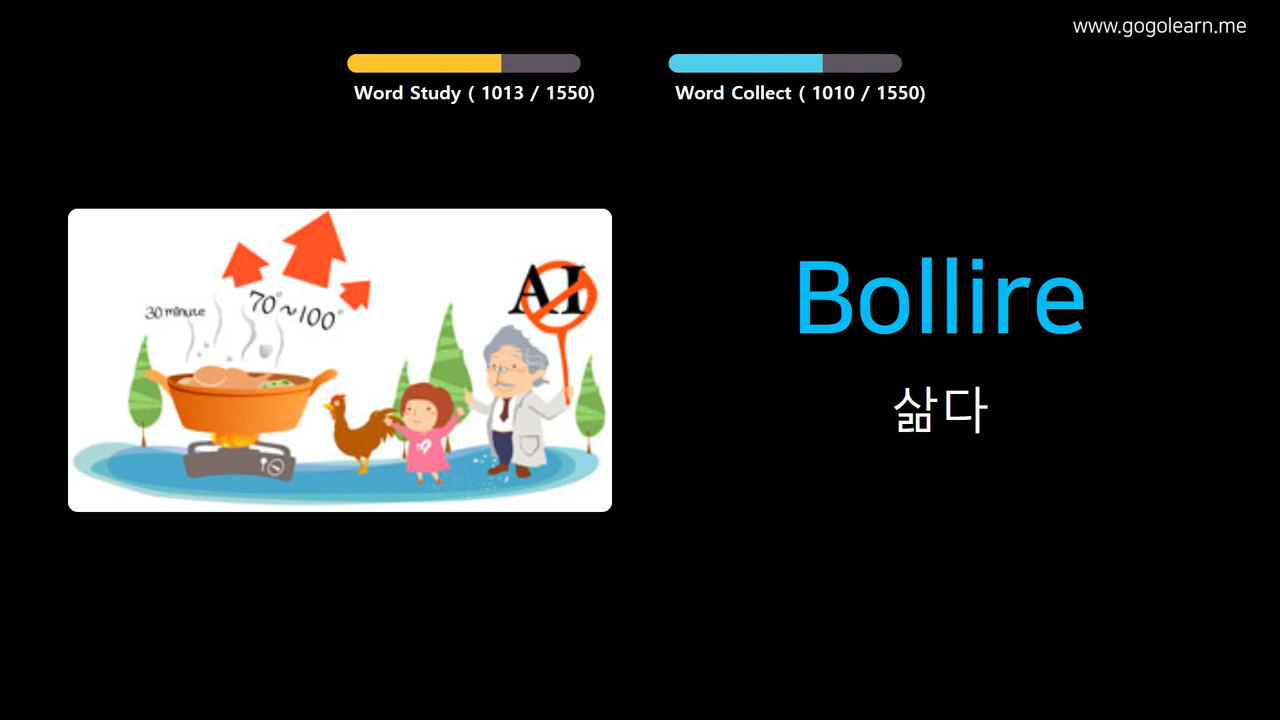 www.gogolearn.me
Word Study ( 1013 / 1550)
Word Collect ( 1010 / 1550)
30 minute
70°~100°
AI
Bollire
삶다